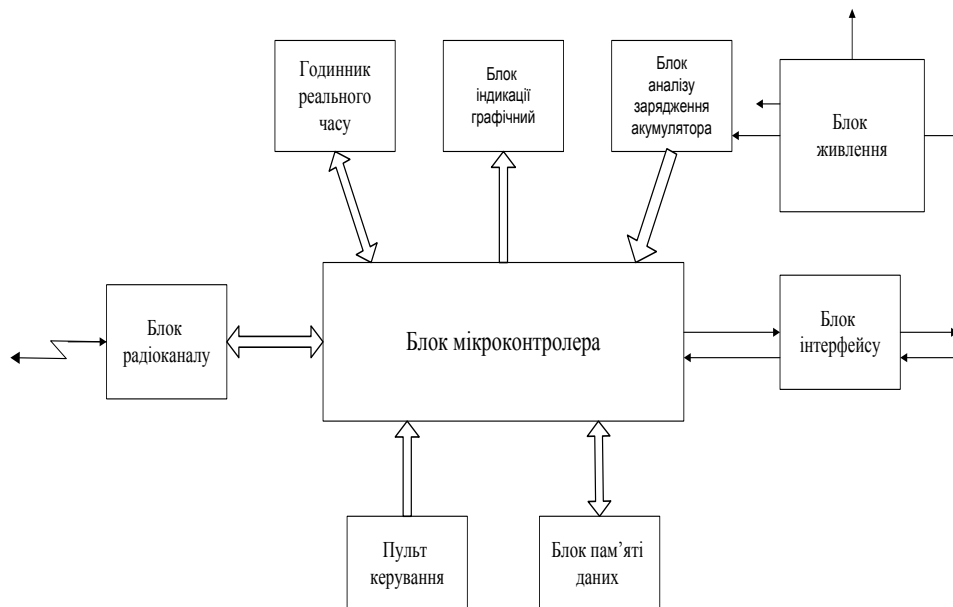 Годинник
реального
часу
Блок
індикації
графічний
Блок
аналізу
зарядження
акумулятора
Блок
живлення
Блок
радіоканалу
Блок мікроконтролера
Блок
інтерфейсу
Пульт
керування
Блок пам’яті
даних